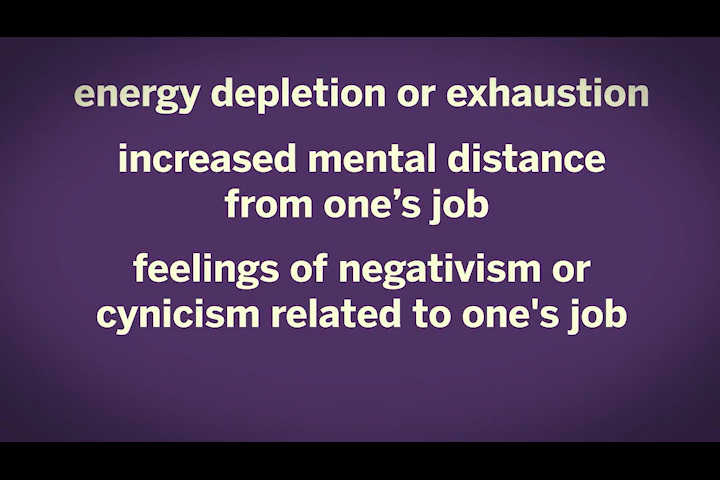 energy depletion or exhaustion
increased mental distance
from one’s job
feelings of negativism or
cynicism related to one's job